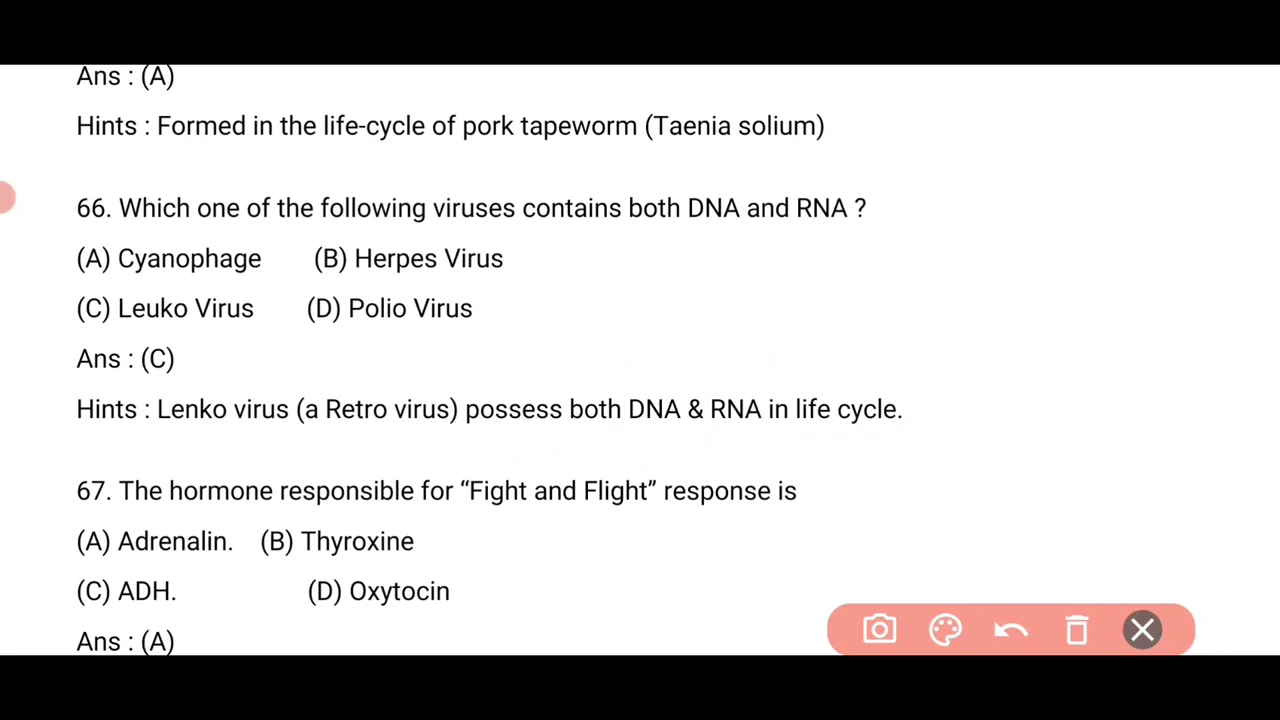 Ans : (A)
Hints : Formed in the life-cycle of pork tapeworm (Taenia solium)
66. Which one of the following viruses contains both DNA and RNA ?
(A) Cyanophage (B) Herpes Virus
(C) Leuko Virus (D) Polio Virus
Ans : (C)
Hints : Lenko virus (a Retro virus) possess both DNA & RNA in life cycle.
67. The hormone responsible for “Fight and Flight” response is
(A) Adrenalin. (B) Thyroxine
(C) ADH. (D) Oxytocin
Ans : (A)